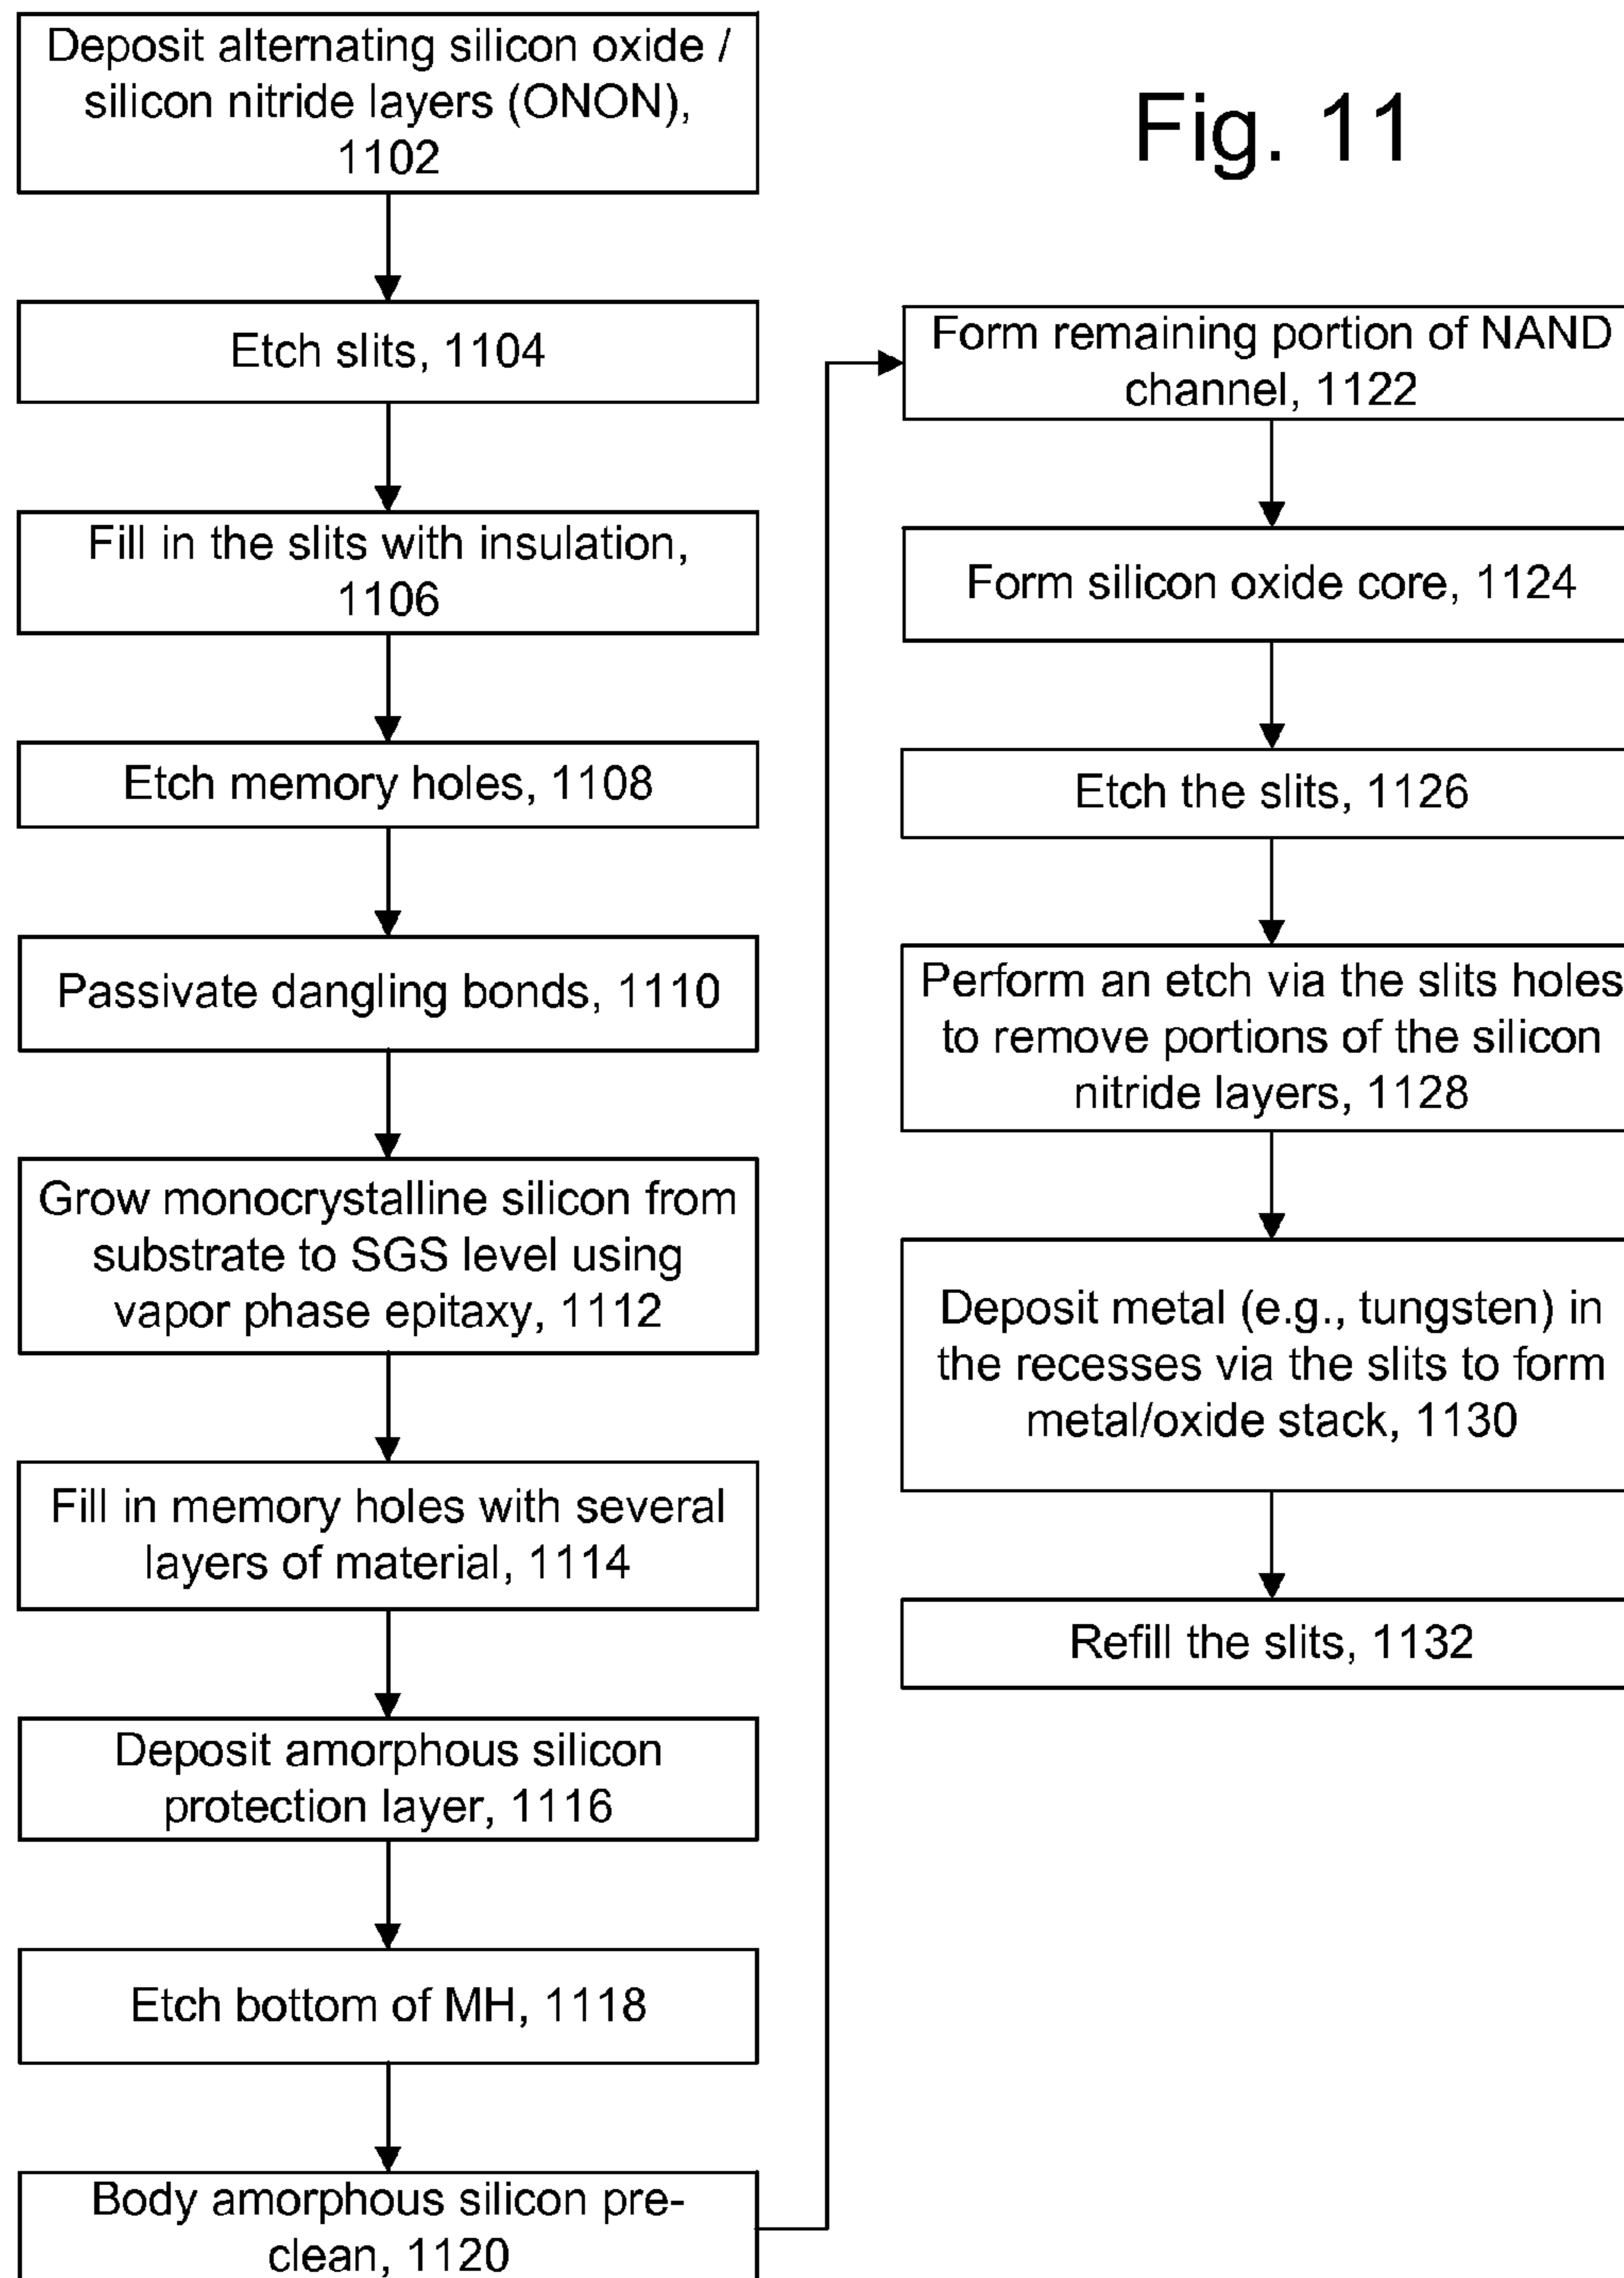 Fig. 11
Deposit alternating silicon oxide /
silicon nitride layers (ONON),
1102
Etch slits, 1104
Fill in the slits with insulation,
1106
Etch memory holes, 1108
Passivate dangling bonds, 1110
Grow monocrystalline silicon from
substrate to SGS level using
vapor phase epitaxy, 1112
Fill in memory holes with several
layers of material, 1114
Deposit amorphous silicon
protection layer, 1116
Etch bottom of MH, 1118
Body amorphous silicon pre-
clean, 1120
Form remaining portion of NAND
channel, 1122
Form silicon oxide core, 1124
Etch the slits, 1126
Perform an etch via the slits holes
to remove portions of the silicon
nitride layers, 1128
Deposit metal (e.g., tungsten) in
the recesses via the slits to form
metal/oxide stack, 1130
Refill the slits, 1132